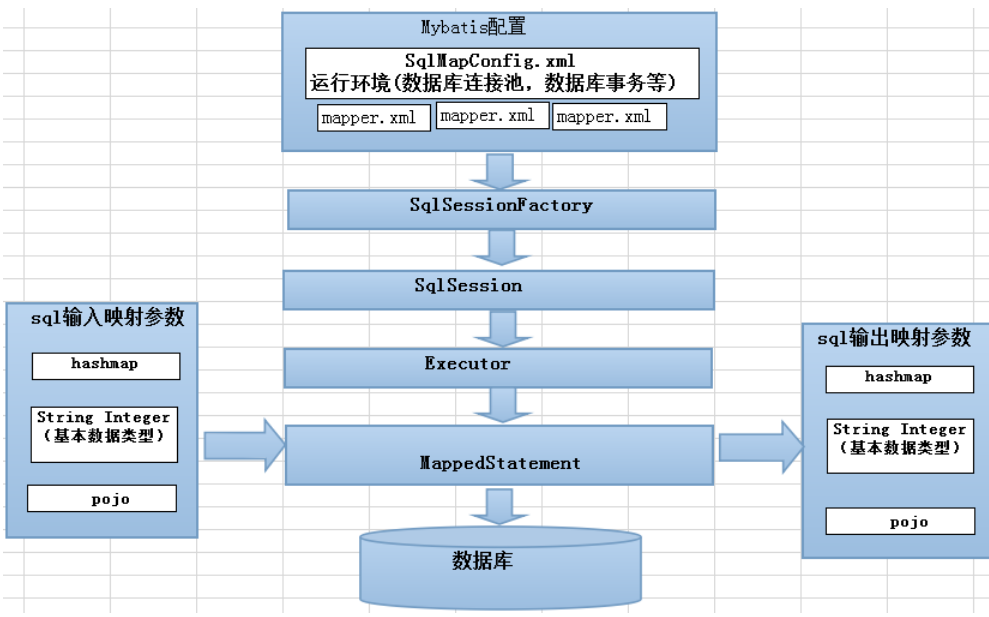 Mybatis配置
SqlMapConfig.xml
运行环境(数据库连接池，数据库事务等)
mapper.xml mapper.xml mapper.xml
SqlSessionFactory
SqlSession
Executor
MappedStatement
数据库
sql输入映射参数
hashmap
String Integer
(基本数据类型)
pojo
sql输出映射参数
hashmap
String Integer
(基本数据类型)
pojo